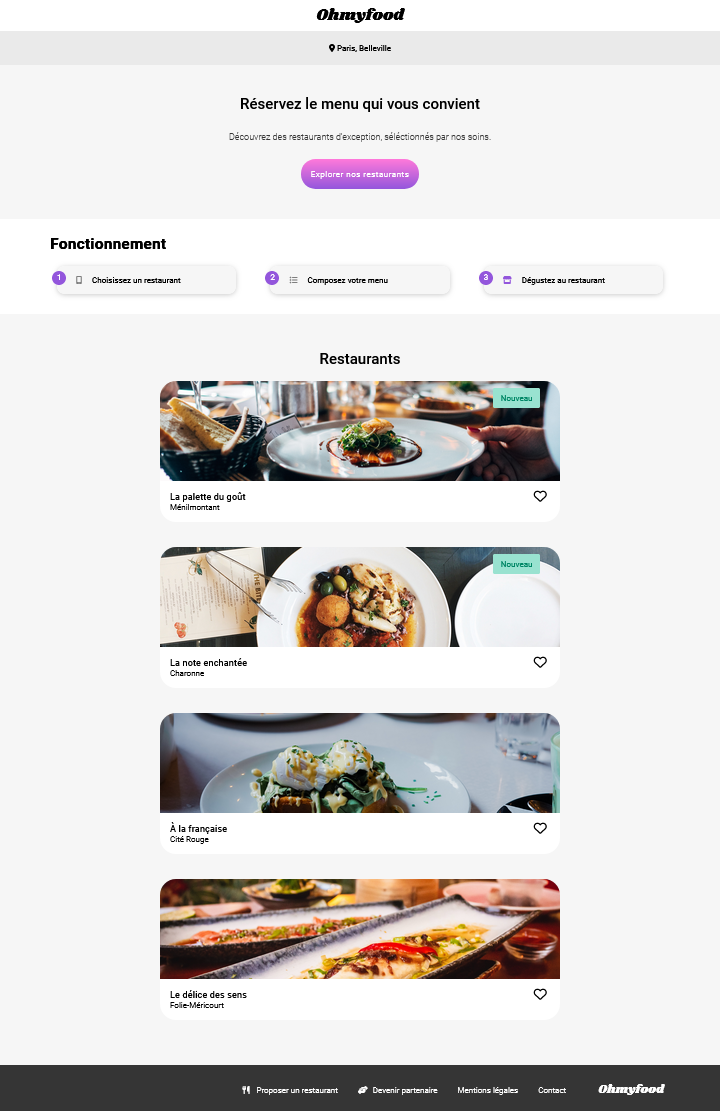 Ohmyfood
Paris, Belleville
Réservez le menu qui vous convient
Découvrez des restaurants d'exception, séléctionnés par nos soins.
Explorer nos restaurants
Fonctionnement
1 Choisissez un restaurant
2 Composez votre menu
3 Dégustez au restaurant
Restaurants
Nouveau
La palette du goût
Ménilmontant
Nouveau
La note enchantée
Charonne
À la française
Cité Rouge
Le délice des sens
Folie-Méricourt
Proposer un restaurant Devenir partenaire Mentions légales Contact Ohmyfood